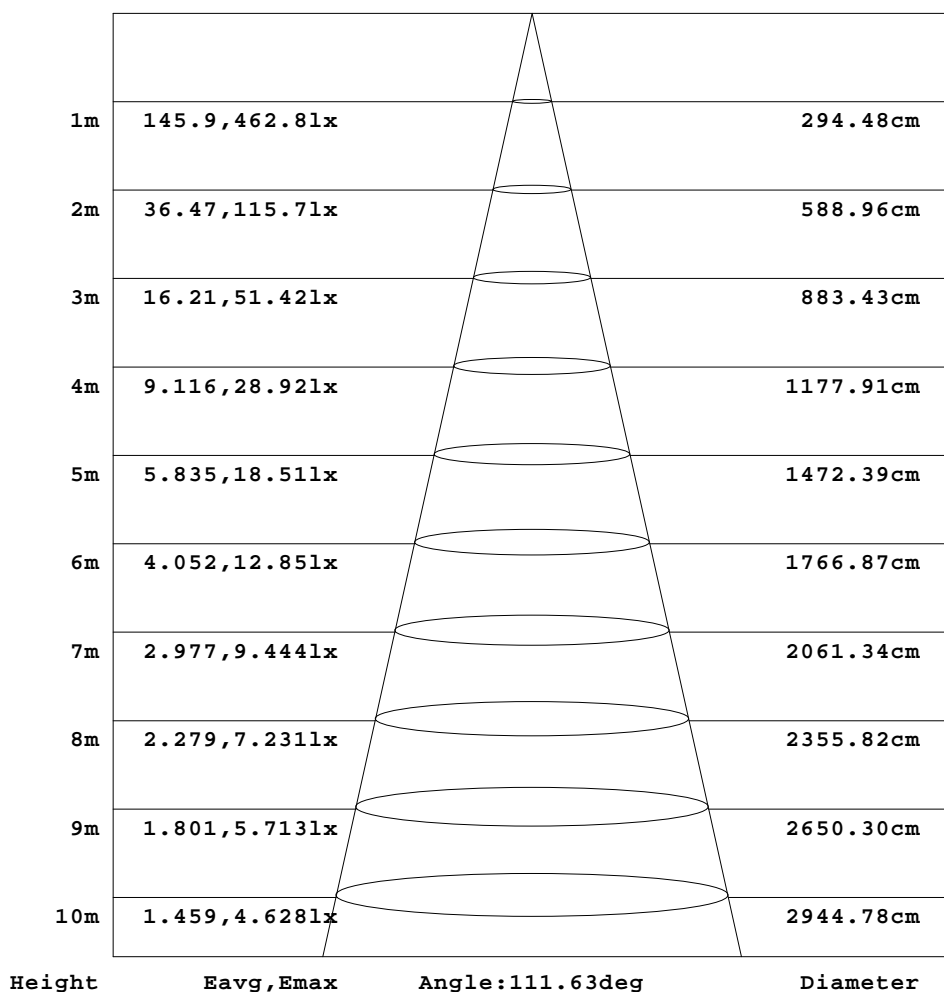 1m 145.9,462.8lx 294.48cm
2m 36.47,115.7lx 588.96cm
3m 16.21,51.42lx 883.43cm
4m 9.116,28.92lx 1177.91cm
5m 5.835,18.51lx 1472.39cm
6m 4.052,12.85lx 1766.87cm
7m 2.977,9.444lx 2061.34cm
8m 2.279,7.231lx 2355.82cm
9m 1.801,5.713lx 2650.30cm
10m 1.459,4.628lx 2944.78cm
Height Eavg,Emax Angle:111.63deg Diameter